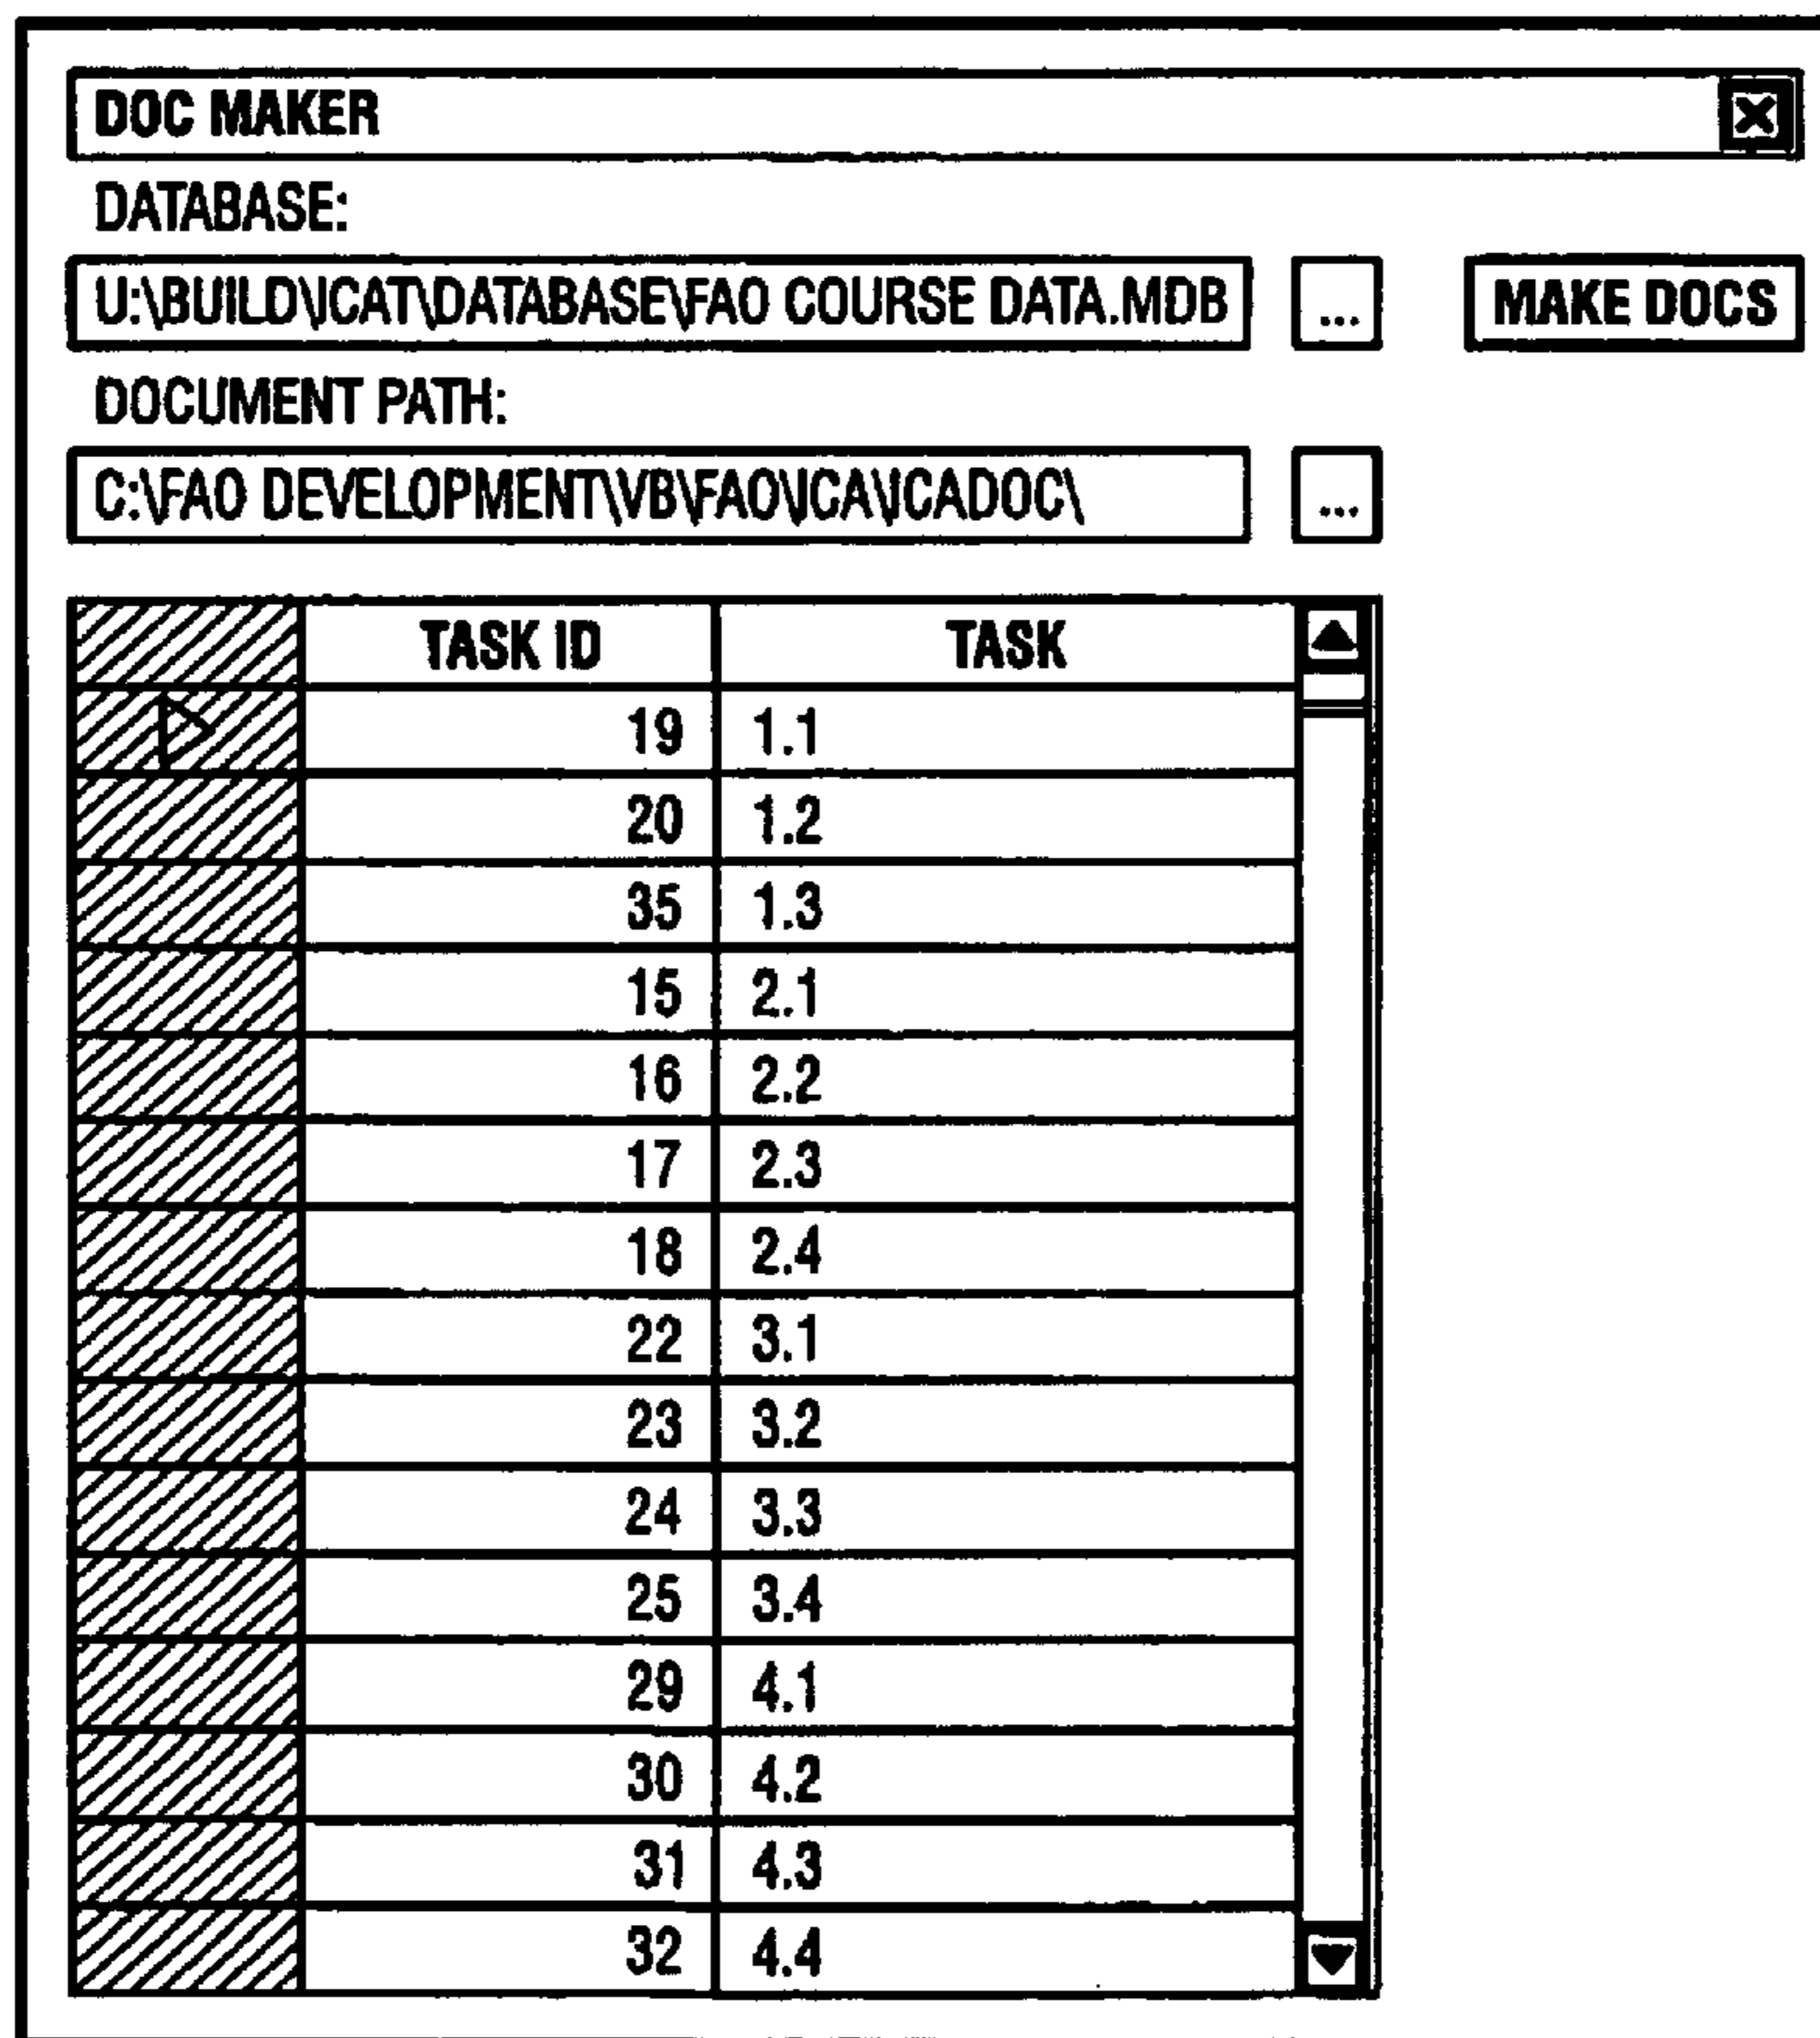 DOC MAKER
DATABASE:
U:\BUILD\ICAT\DATABASE\FAO COURSE DATA.MDB ... MAKE DOCS
DOCUMENT PATH:
C:\FAO DEVELOPMENT\VB\FAO\ICA\ICADOC\ ...
TASK ID TASK
19 1.1
20 1.2
35 1.3
15 2.1
16 2.2
17 2.3
18 2.4
22 3.1
23 3.2
24 3.3
25 3.4
29 4.1
30 4.2
31 4.3
32 4.4